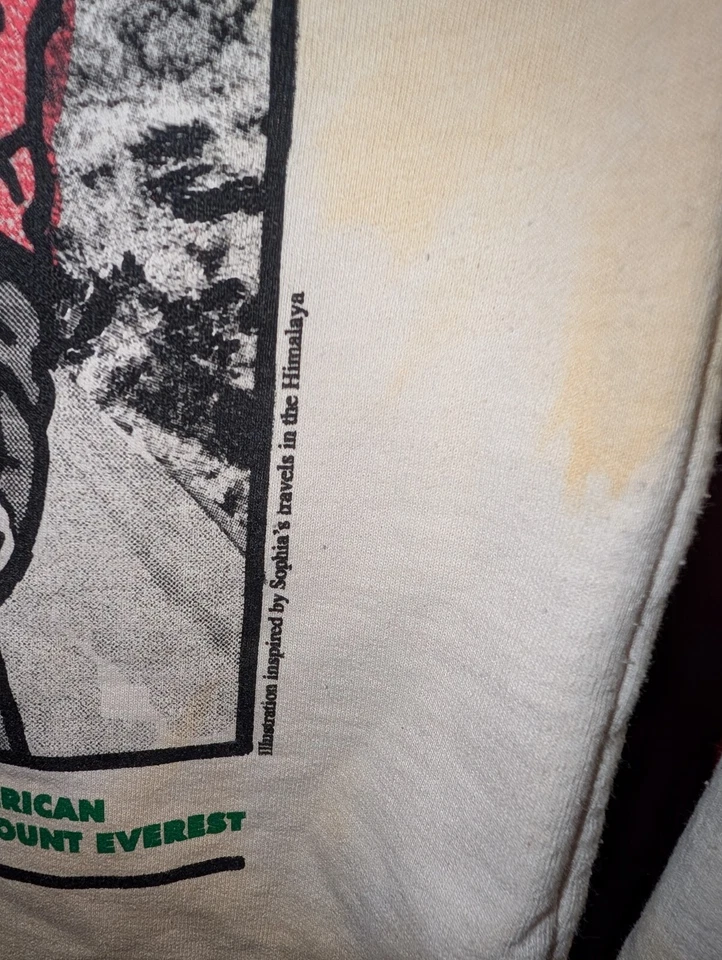 Illustration inspired by Sophia's travels in the Himalaya
RICAN
OUNT EVEREST